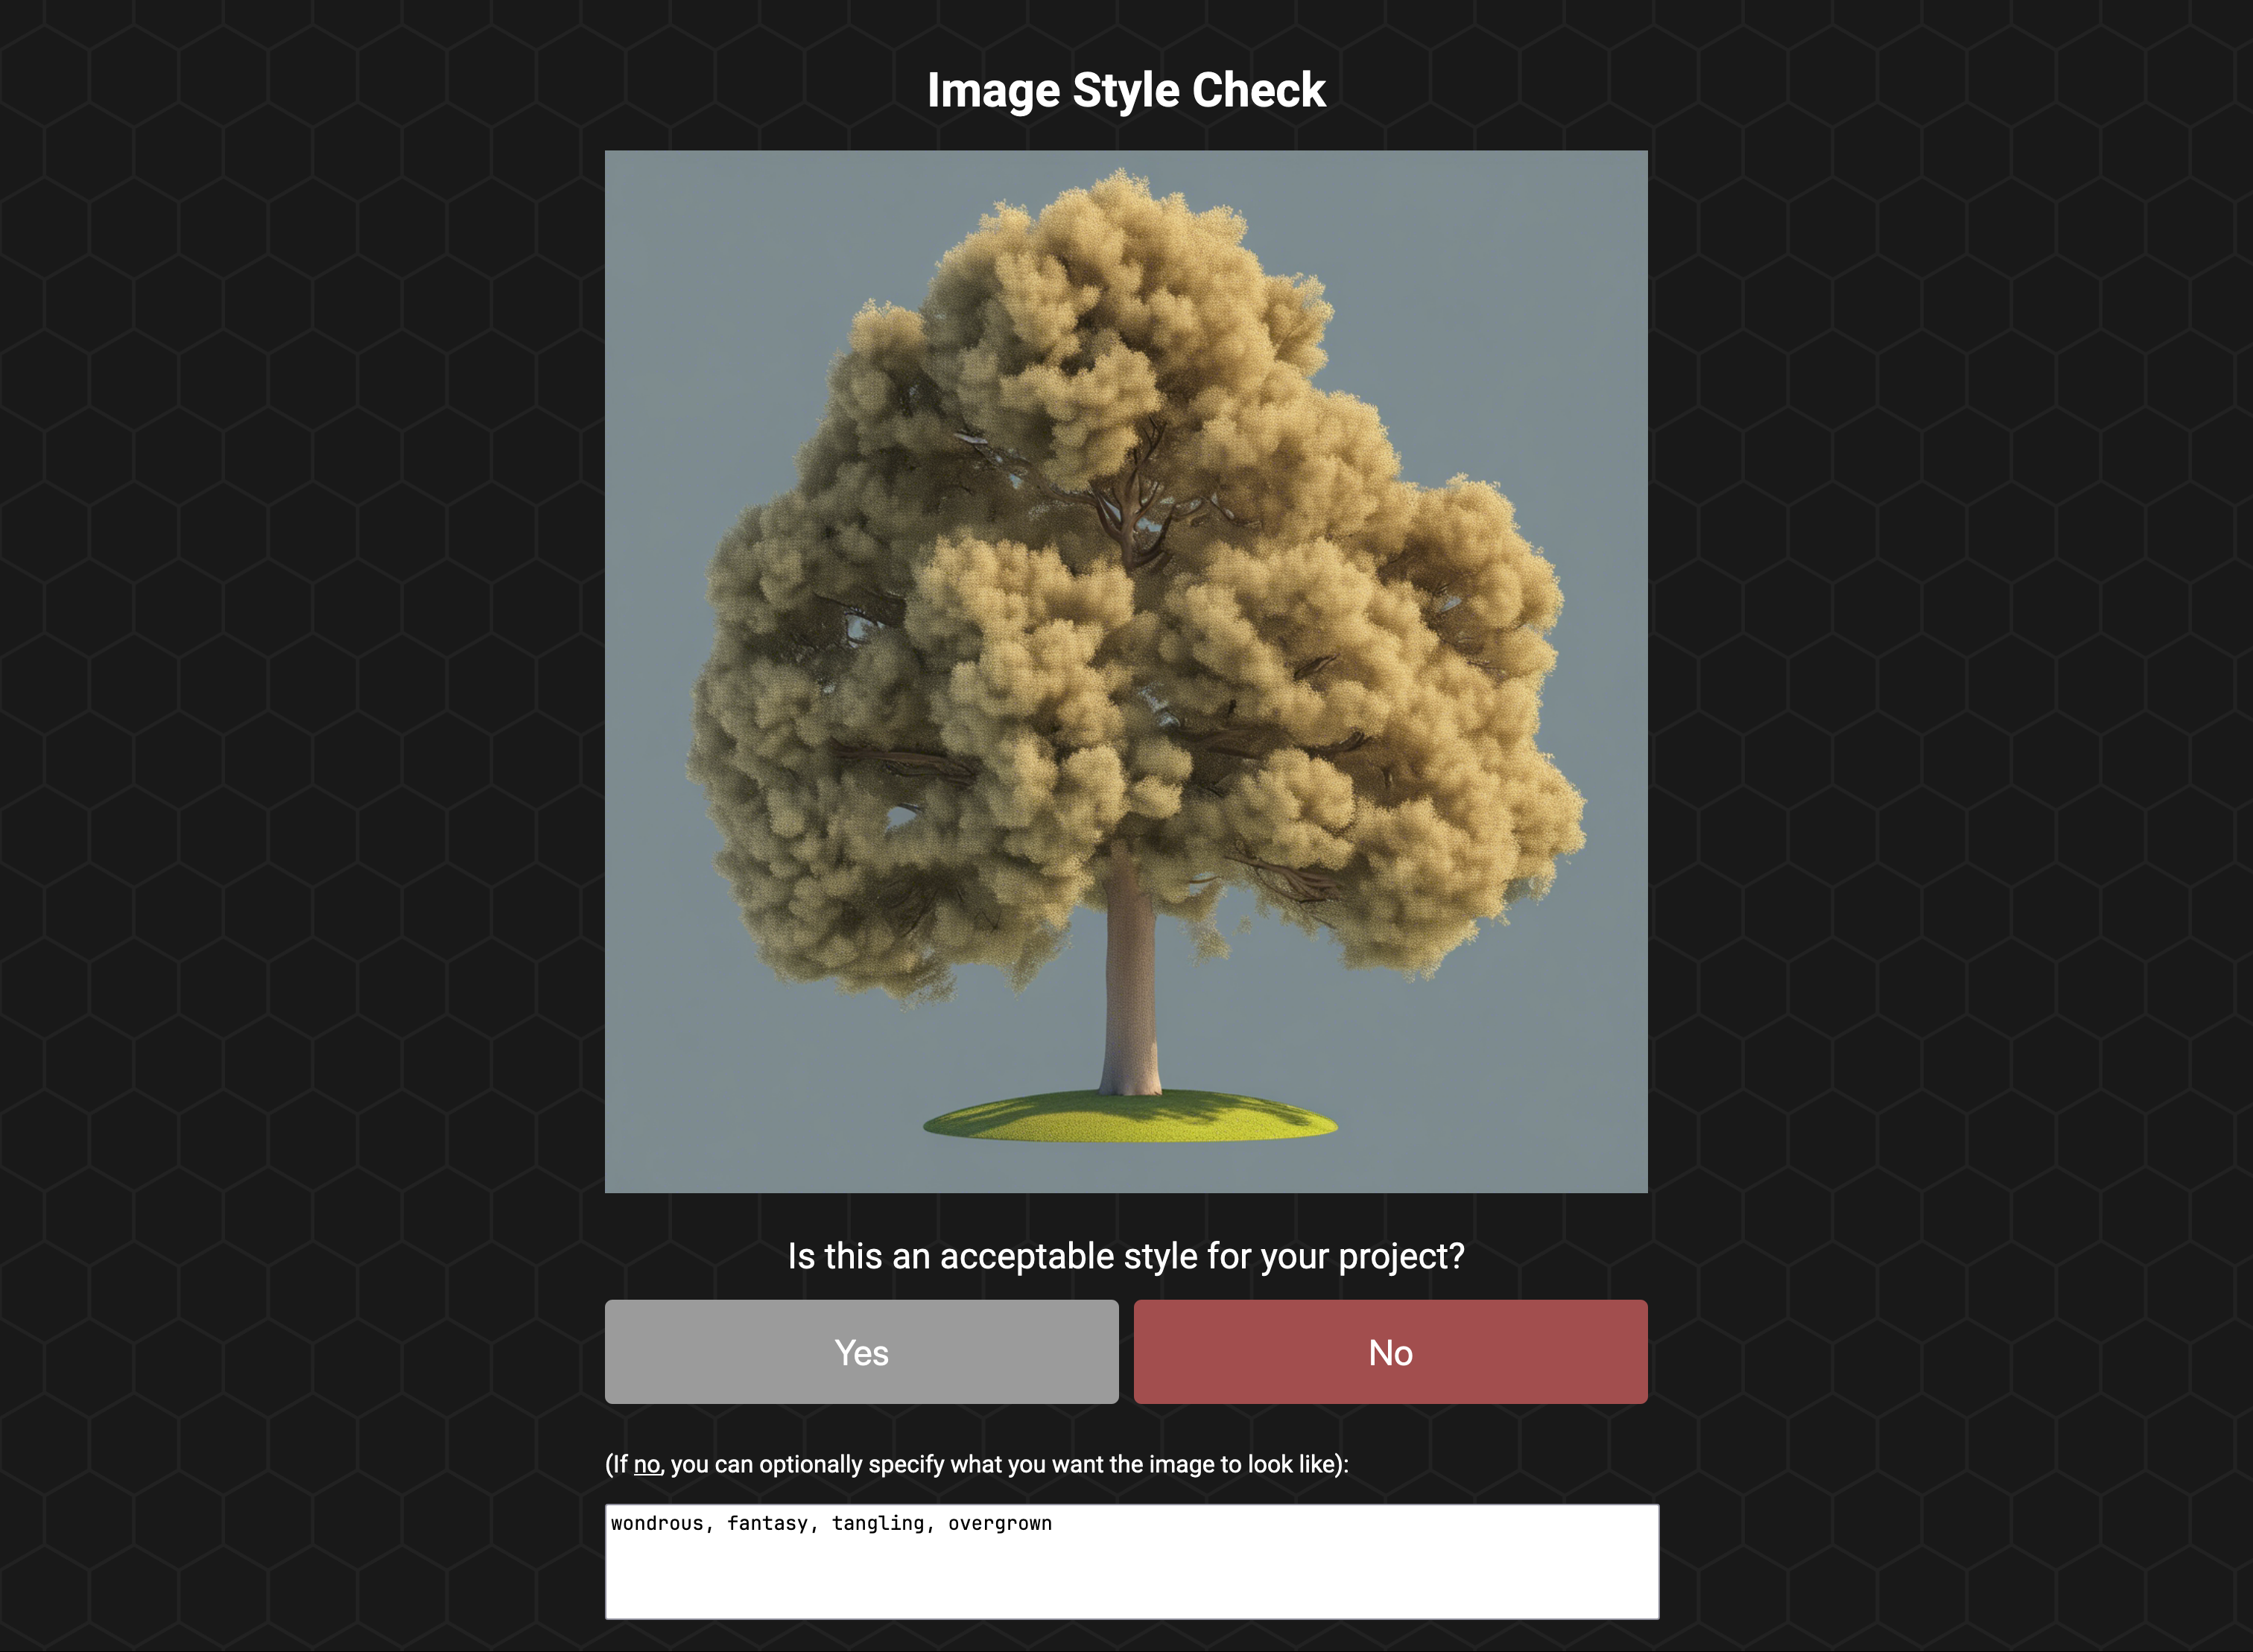 Image Style Check
Is this an acceptable style for your project?
Yes
No
(If no, you can optionally specify what you want the image to look like):
wondrous, fantasy, tangling, overgrown